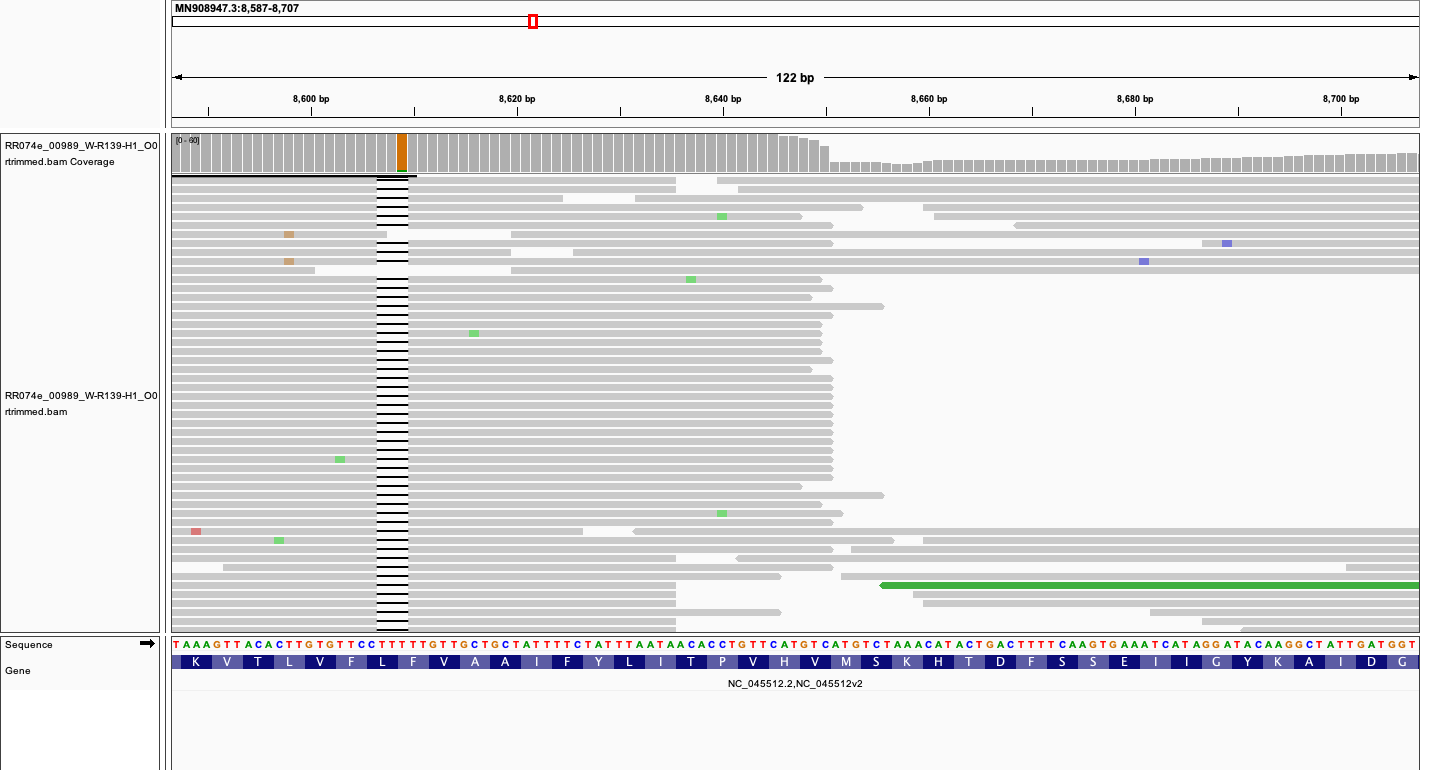 MN908947.3:8,587-8,707
122 bp
8,600 bp 8,620 bp 8,640 bp 8,660 bp 8,680 bp 8,700 bp
RR074e_00989_W-R139-H1_O0
rtrimmed.bam Coverage
[0 - 60]
RR074e_00989_W-R139-H1_O0
rtrimmed.bam
Sequence
TAAAGTTACACTTGTGTTCCTTTTTGTTGCTGCTATTTTCTATTTAATAACACCTGTTCATGTCATGTCTAAACATACTGACTTTTCAAGTGAAATCATAGGATACAAGGCTATTGATGGT
Gene
K V T L V F L F V A A I F Y L I T P V H V M S K H T D F S S E I I G Y K A I D G
NC_045512.2,NC_045512v2